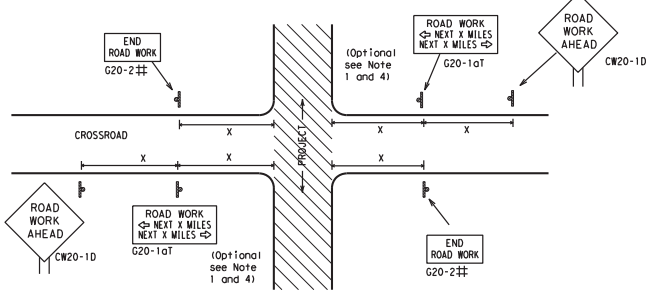 ROAD
WORK
AHEAD
CW20-1D
ROAD WORK
⇦ NEXT X MILES
NEXT X MILES ⇨
G20-1aT
(Optional
see Note
1 and 4)
END
ROAD WORK
G20-2#
X
X
X
CROSSROAD
PROJECT
X
X
X
ROAD
WORK
AHEAD
CW20-1D
ROAD WORK
⇦ NEXT X MILES
NEXT X MILES ⇨
G20-1aT
(Optional
see Note
1 and 4)
END
ROAD WORK
G20-2#